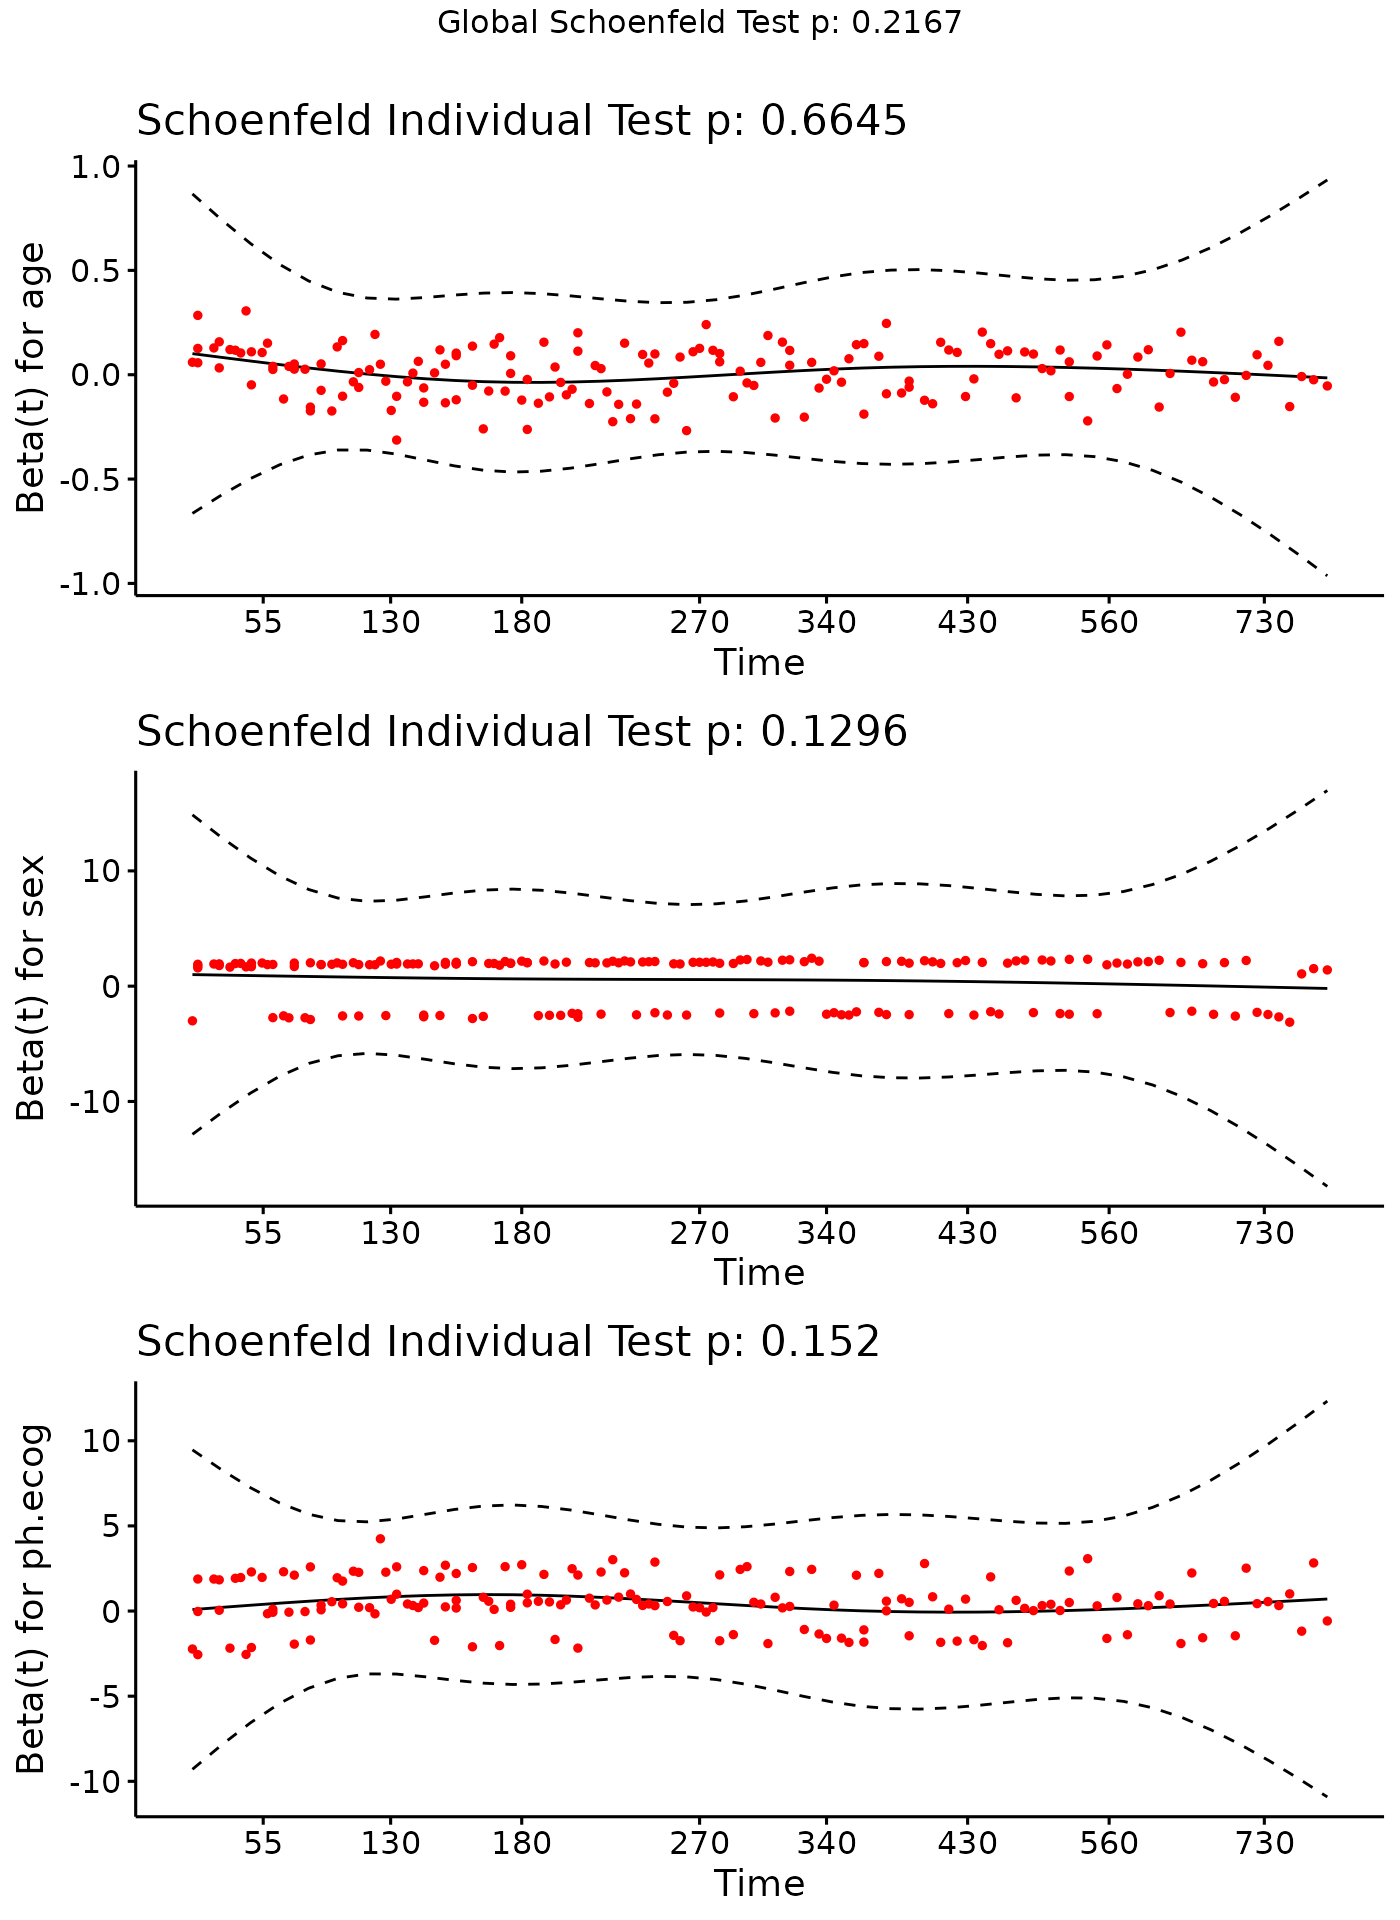 Global Schoenfeld Test p: 0.2167
Schoenfeld Individual Test p: 0.6645
Beta(t) for age
1.0
0.5
0.0
-0.5
-1.0
55 130 180 270 340 430 560 730
Time
Schoenfeld Individual Test p: 0.1296
Beta(t) for sex
10
0
-10
55 130 180 270 340 430 560 730
Time
Schoenfeld Individual Test p: 0.152
Beta(t) for ph.ecog
10
5
0
-5
-10
55 130 180 270 340 430 560 730
Time